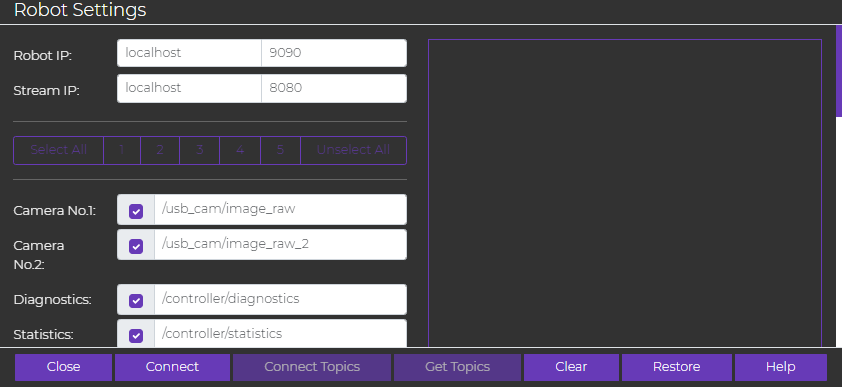 Robot Settings
Robot IP: localhost 9090
Stream IP: localhost 8080
Select All 1 2 3 4 5 Unselect All
Camera No.1: /usb_cam/image_raw
Camera No.2: /usb_cam/image_raw_2
Diagnostics: /controller/diagnostics
Statistics: /controller/statistics
Close Connect Connect Topics Get Topics Clear Restore Help